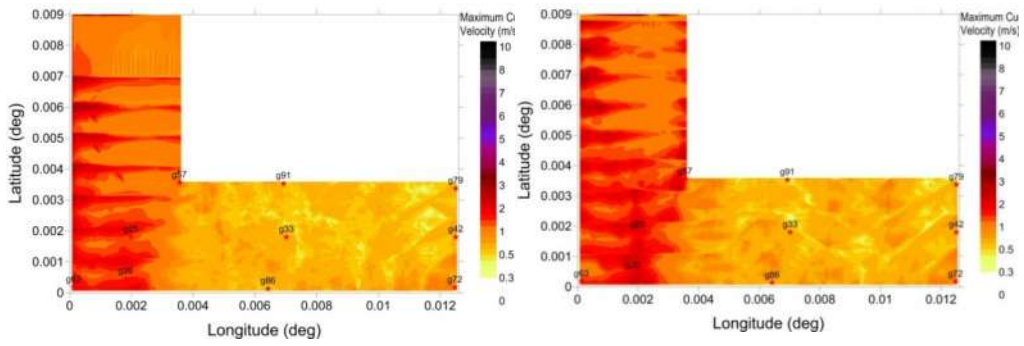 Maximum Cu
Velocity (m/s)
10
8
7
6
5
4
3
2
1
0.5
0.3
0
0.009
0.008
0.007
0.006
0.005
0.004
0.003
0.002
0.001
0
Latitude (deg)
g57
g91
g79
g33
g42
g63
g86
g72
0
0.002
0.004
0.006
0.008
0.010
0.012
Longitude (deg)
Maximum Cu
Velocity (m/s)
10
8
7
6
5
4
3
2
1
0.5
0.3
0
0.009
0.008
0.007
0.006
0.005
0.004
0.003
0.002
0.001
0
Latitude (deg)
g91
g79
g33
g42
g63
g86
g72
0
0.002
0.004
0.006
0.008
0.01
0.012
Longitude (deg)